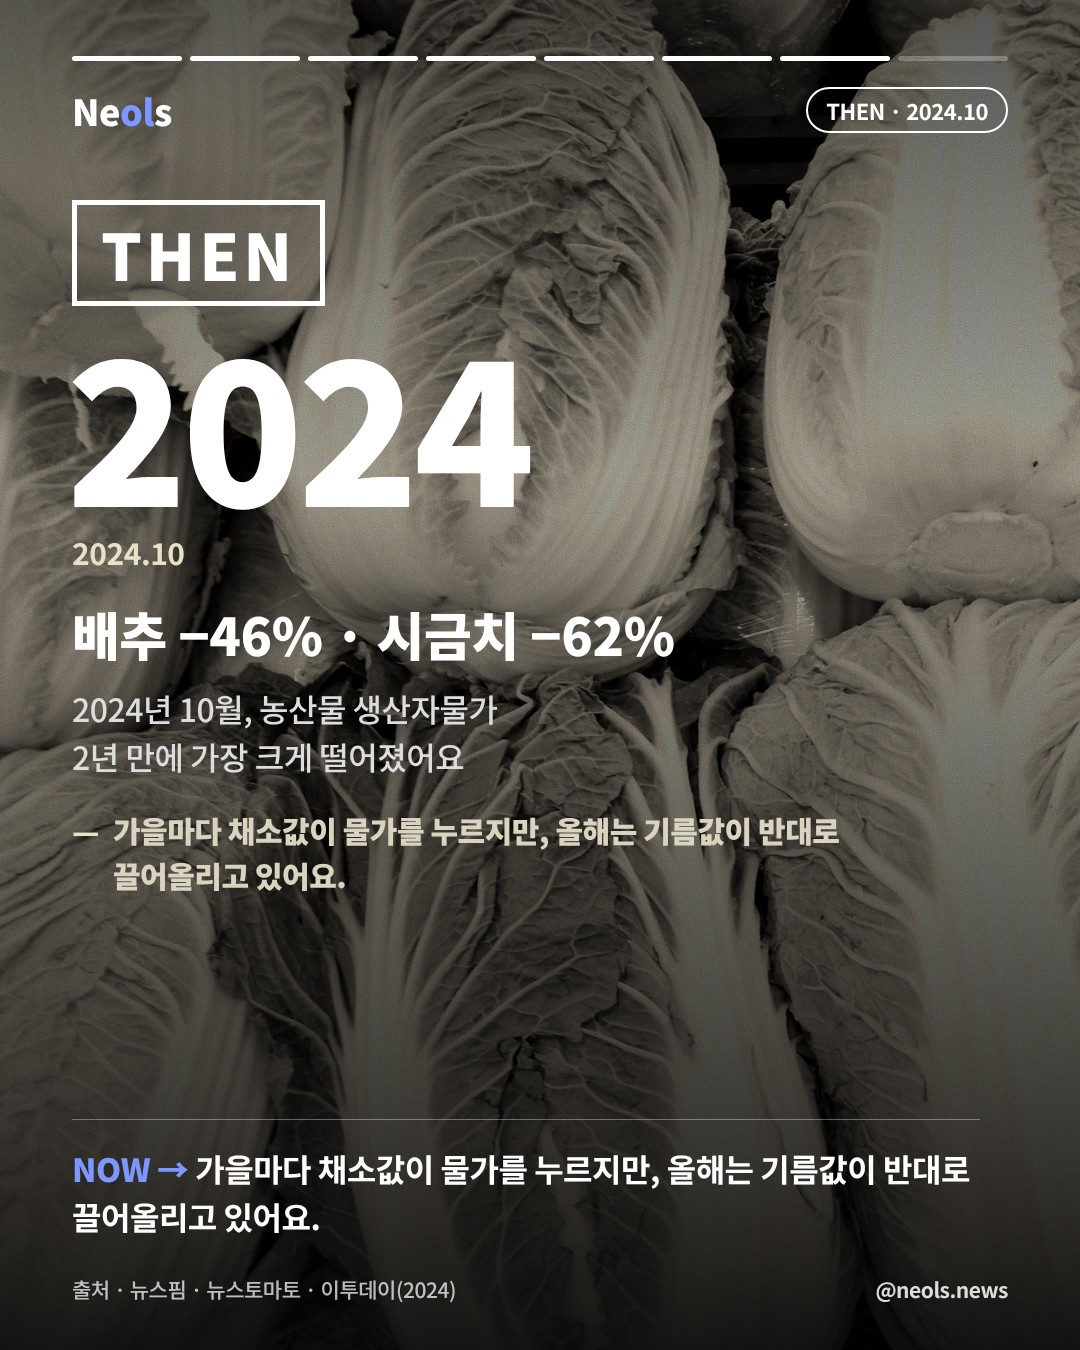 Neols
THEN · 2024.10
THEN
2024
2024.10
배추 –46% · 시금치 –62%
2024년 10월, 농산물 생산자물가
2년 만에 가장 크게 떨어졌어요
— 가을마다 채소값이 물가를 누르지만, 올해는 기름값이 반대로
끌어올리고 있어요.
NOW → 가을마다 채소값이 물가를 누르지만, 올해는 기름값이 반대로
끌어올리고 있어요.
출처 · 뉴스핌 · 뉴스토마토 · 이투데이(2024)
@neols.news